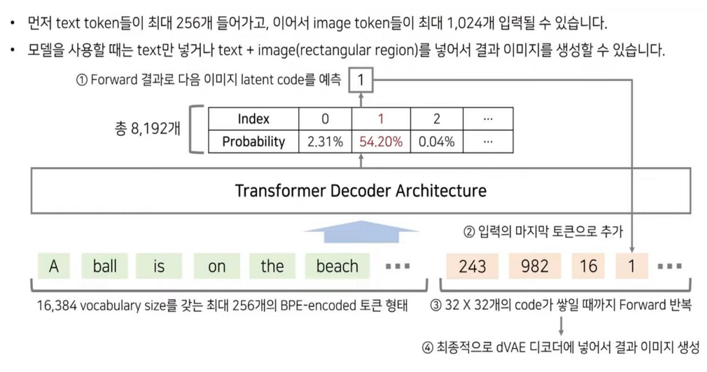 • 먼저 text token들이 최대 256개 들어가고, 이어서 image token들이 최대 1,024개 입력될 수 있습니다.
• 모델을 사용할 때는 text만 넣거나 text + image(rectangular region)를 넣어서 결과 이미지를 생성할 수 있습니다.
① Forward 결과로 다음 이미지 latent code를 예측 1
총 8,192개
Index 0 1 2 ...
Probability 2.31% 54.20% 0.04% ...
Transformer Decoder Architecture
② 입력의 마지막 토큰으로 추가
A ball is on the beach ... 243 982 16 1 ...
16,384 vocabulary size를 갖는 최대 256개의 BPE-encoded 토큰 형태
③ 32 X 32개의 code가 쌓일 때까지 Forward 반복
④ 최종적으로 dVAE 디코더에 넣어서 결과 이미지 생성